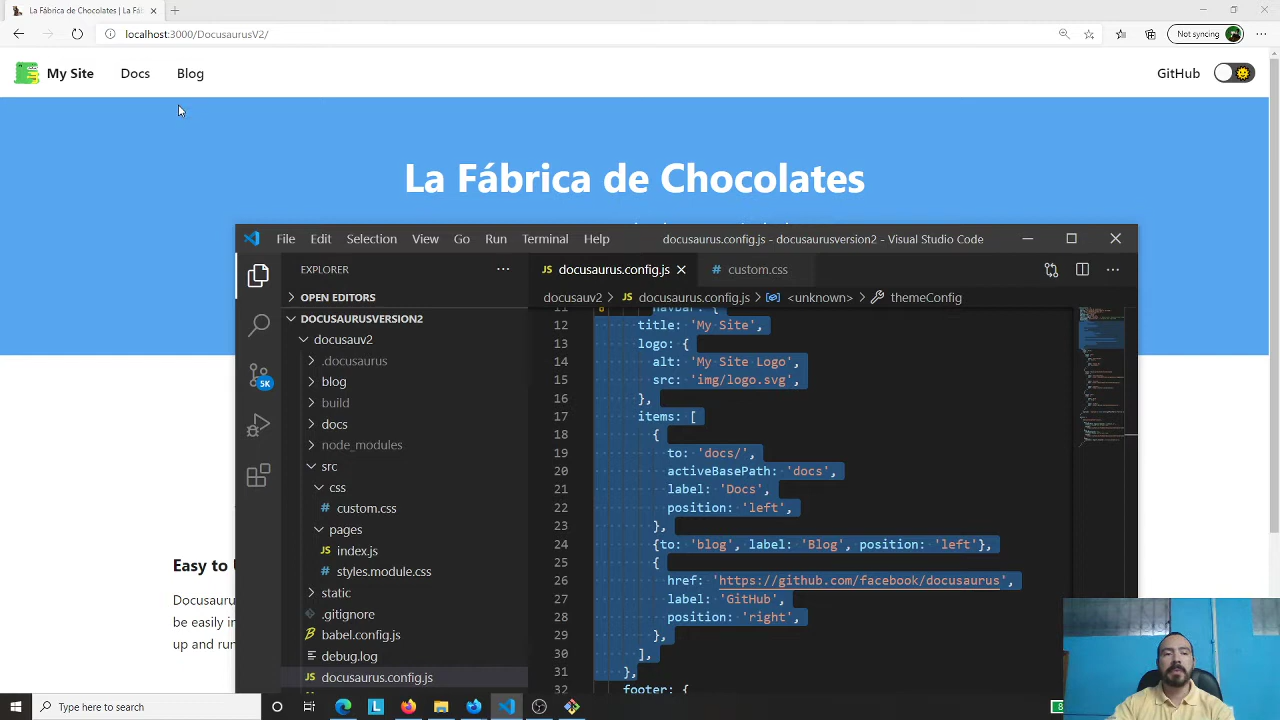 La Fábrica de Chocolates | La Fá
localhost:3000/DocusaurusV2/
Not syncing
My Site
Docs
Blog
GitHub
La Fábrica de Chocolates
File Edit Selection View Go Run Terminal Help
docusaurus.config.js - docusaurusversion2 - Visual Studio Code
EXPLORER
docusaurus.config.js
custom.css
OPEN EDITORS
docusauv2 > docusaurus.config.js > <unknown> > themeConfig
DOCUSAURUSVERSION2
docusauv2
.docusaurus
blog
build
docs
node_modules
src
css
custom.css
pages
index.js
styles.module.css
static
.gitignore
babel.config.js
debug.log
docusaurus.config.js
5K
11 navbar: {
12 title: 'My Site',
13 logo: {
14 alt: 'My Site Logo',
15 src: 'img/logo.svg',
16 },
17 items: [
18 {
19 to: 'docs/',
20 activeBasePath: 'docs',
21 label: 'Docs',
22 position: 'left',
23 },
24 {to: 'blog', label: 'Blog', position: 'left'},
25 {
26 href: 'https://github.com/facebook/docusaurus',
27 label: 'GitHub',
28 position: 'right',
29 },
30 ],
31 },
32 footer: {
Easy to
Docusauru
be easily in
up and run
Type here to search